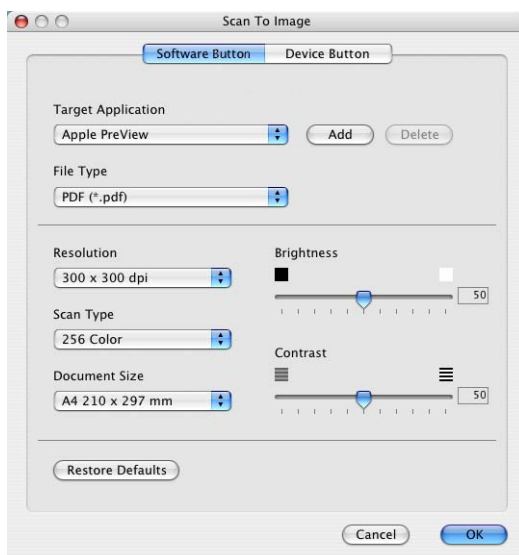 Scan To Image
Software Button Device Button
Target Application
Apple PreView Add Delete
File Type
PDF (*.pdf)
Resolution Brightness
300 x 300 dpi
50
Scan Type
256 Color
Contrast
Document Size
A4 210 x 297 mm 50
Restore Defaults
Cancel OK